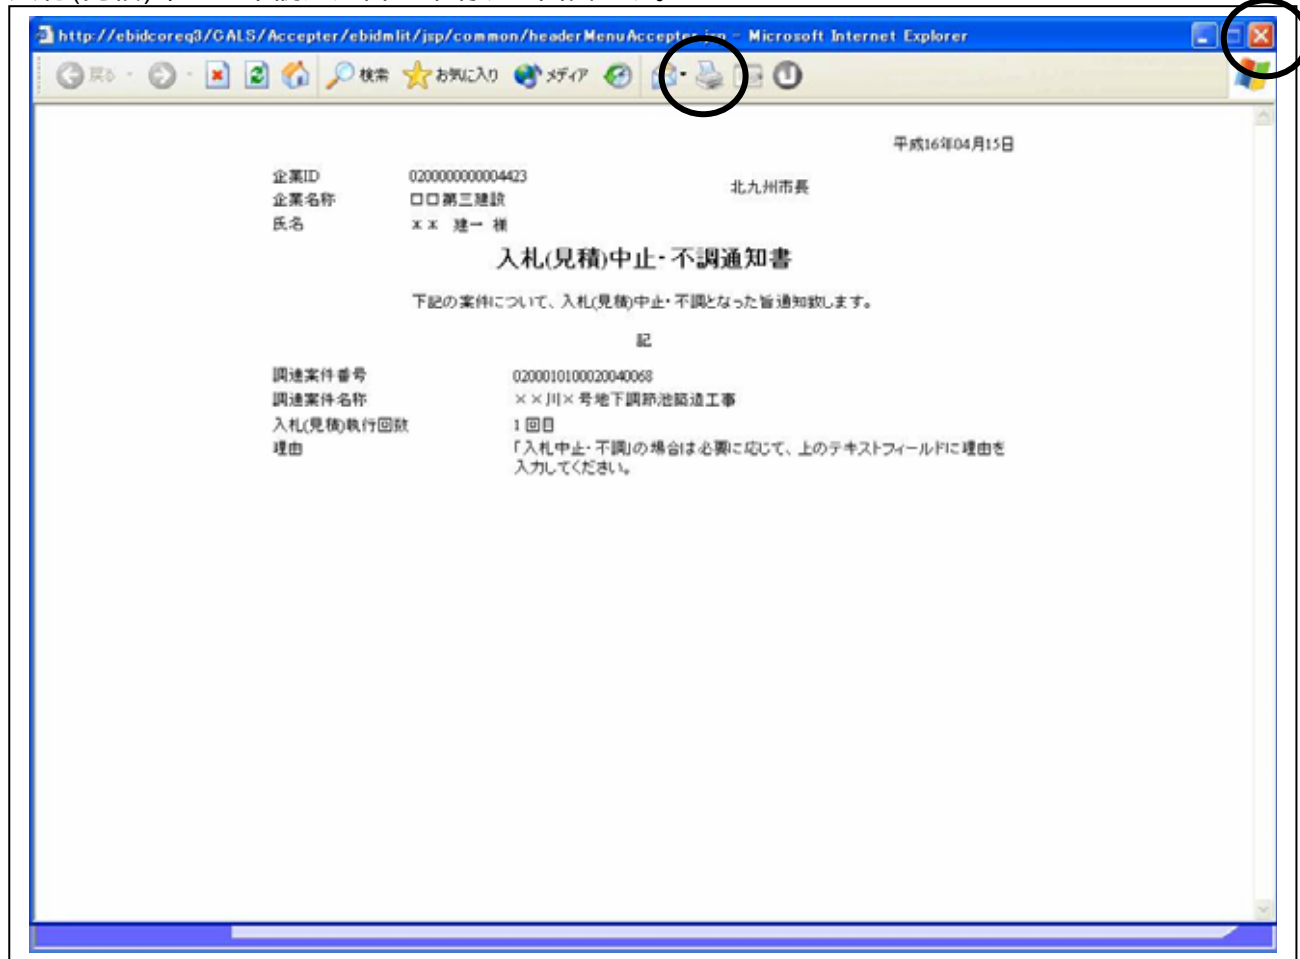 http://ebidcoreq3/CALS/Accepter/ebidmlit/jsp/common/headerMenuAccepter.jsp - Microsoft Internet Explorer
戻る 検索 お気に入り メディア
平成16年04月15日
企業ID 0200000000004423
北九州市長
企業名称 口口第三建設
氏名 x x 建一 様
入札(見積)中止・不調通知書
下記の案件について、入札(見積)中止・不調となった旨通知致します。
記
調達案件番号 0200010100020040068
調達案件名称 ××川×号地下調節池築造工事
入札(見積)執行回数 1回目
理由 「入札中止・不調」の場合は必要に応じて、上のテキストフィールドに理由を
入力してください。